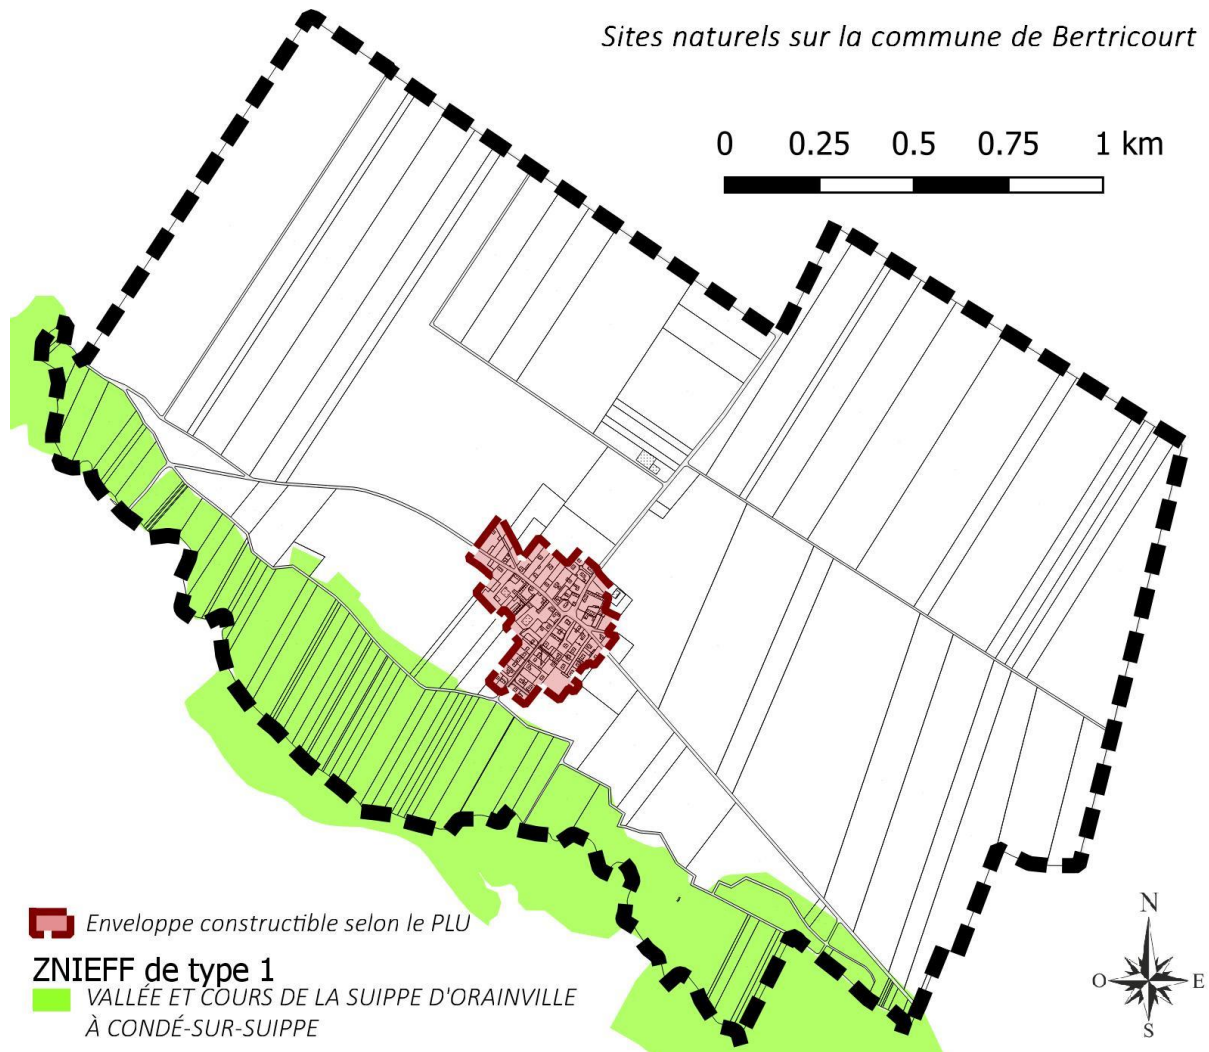 Sites naturels sur la commune de Bertricourt
0 0.25 0.5 0.75 1 km
Enveloppe constructible selon le PLU
ZNIEFF de type 1
VALLÉE ET COURS DE LA SUIPPE D'ORAINVILLE
À CONDÉ-SUR-SUIPPE
N
O E
S